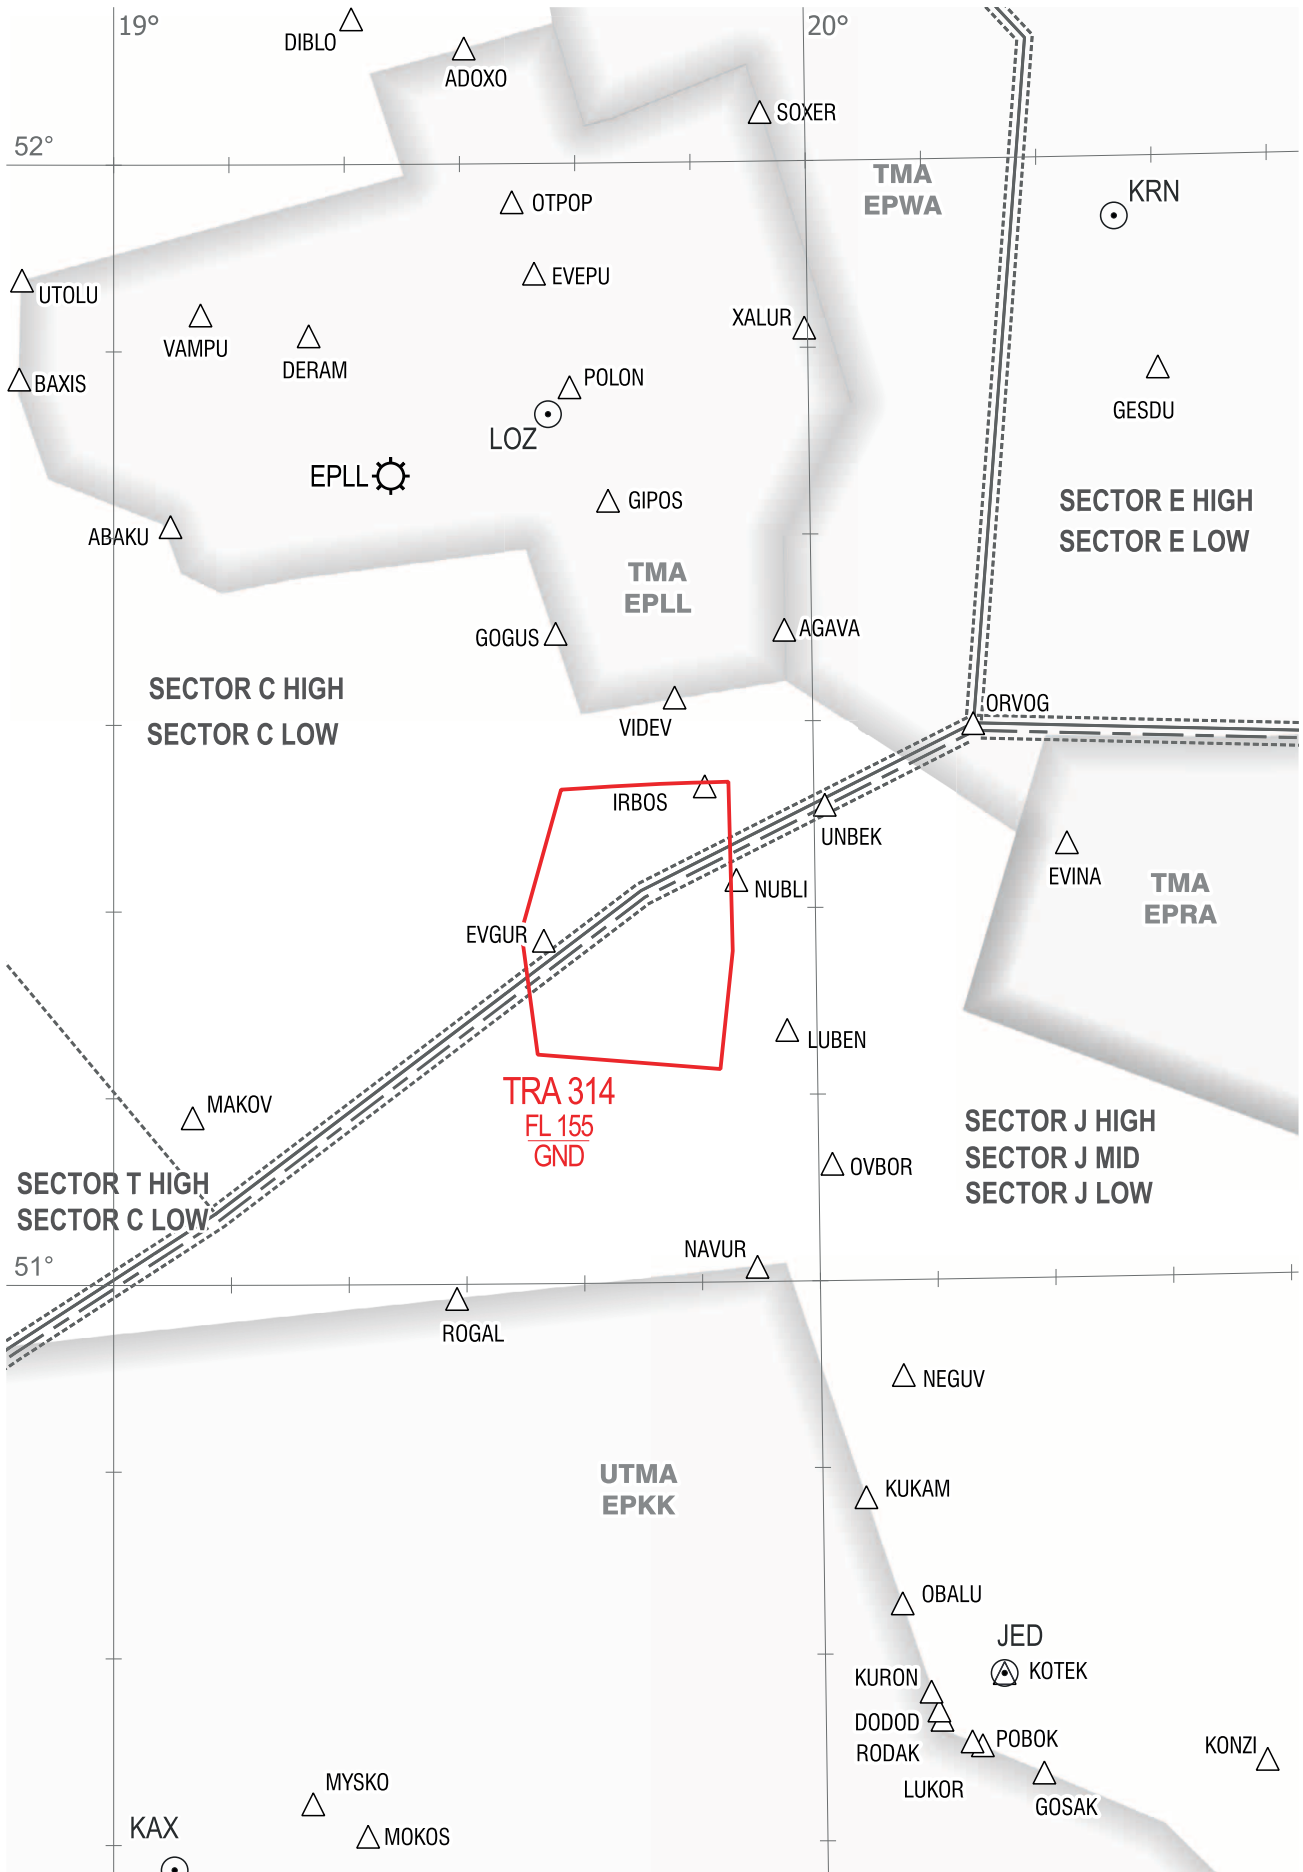 19°
20°
DIBLO
ADOXO
SOXER
52°
TMA
EPWA
KRN
OTPOP
EVEPU
UTOLU
XALUR
VAMPU
DERAM
BAXIS
POLON
GESDU
LOZ
EPLL
GIPOS
SECTOR E HIGH
SECTOR E LOW
ABAKU
TMA
EPLL
GOGUS
AGAVA
SECTOR C HIGH
SECTOR C LOW
VIDEV
ORVOG
IRBOS
UNBEK
EVINA
NUBLI
TMA
EPRA
EVGUR
LUBEN
TRA 314
FL 155
GND
MAKOV
SECTOR J HIGH
SECTOR J MID
SECTOR J LOW
OVBOR
SECTOR T HIGH
SECTOR C LOW
51°
NAVUR
ROGAL
NEGUV
UTMA
EPKK
KUKAM
OBALU
JED
KOTEK
KURON
DODOD
RODAK
POBOK
KONZI
LUKOR
GOSAK
MYSKO
KAX
MOKOS